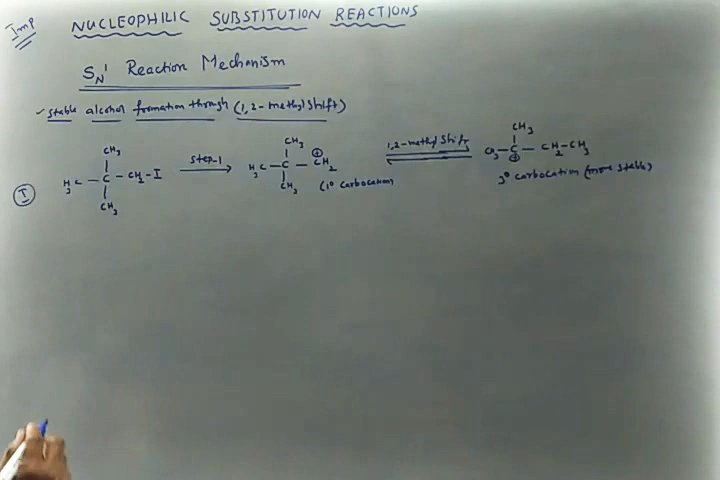 Imp NUCLEOPHILIC SUBSTITUTION REACTIONS
SN1 Reaction Mechanism
✓ stable alcohol formation through (1,2-methyl shift)
CH3 CH3 CH3
I H3C - C - CH2 - I step-1 H3C - C - CH2 ⊕ 1,2-methyl shift CH3 - C - CH2 - CH3
CH3 CH3 ⊕
(1° carbocation) 3° carbocation (more stable)